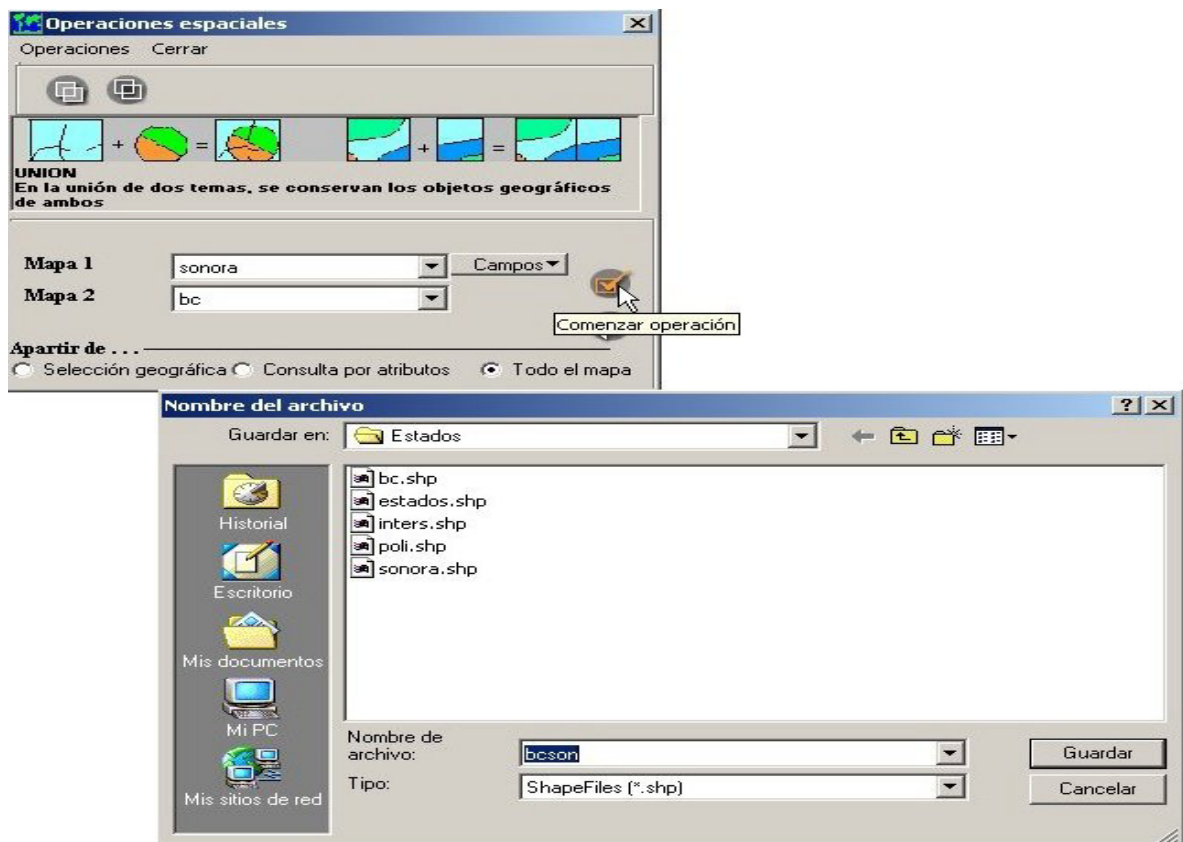 Operaciones espaciales
Operaciones Cerrar
+ =
+ =
UNION
En la unión de dos temas, se conservan los objetos geográficos
de ambos
Mapa 1 sonora Campos
Mapa 2 bc
Comenzar operación
Apartir de . . .
Selección geográfica Consulta por atributos Todo el mapa
Nombre del archivo
Guardar en: Estados
Historial
Escritorio
Mis documentos
Mi PC
Mis sitios de red
bc.shp
estados.shp
inters.shp
poli.shp
sonora.shp
Nombre de
archivo: bcson Guardar
Tipo: ShapeFiles (*.shp) Cancelar